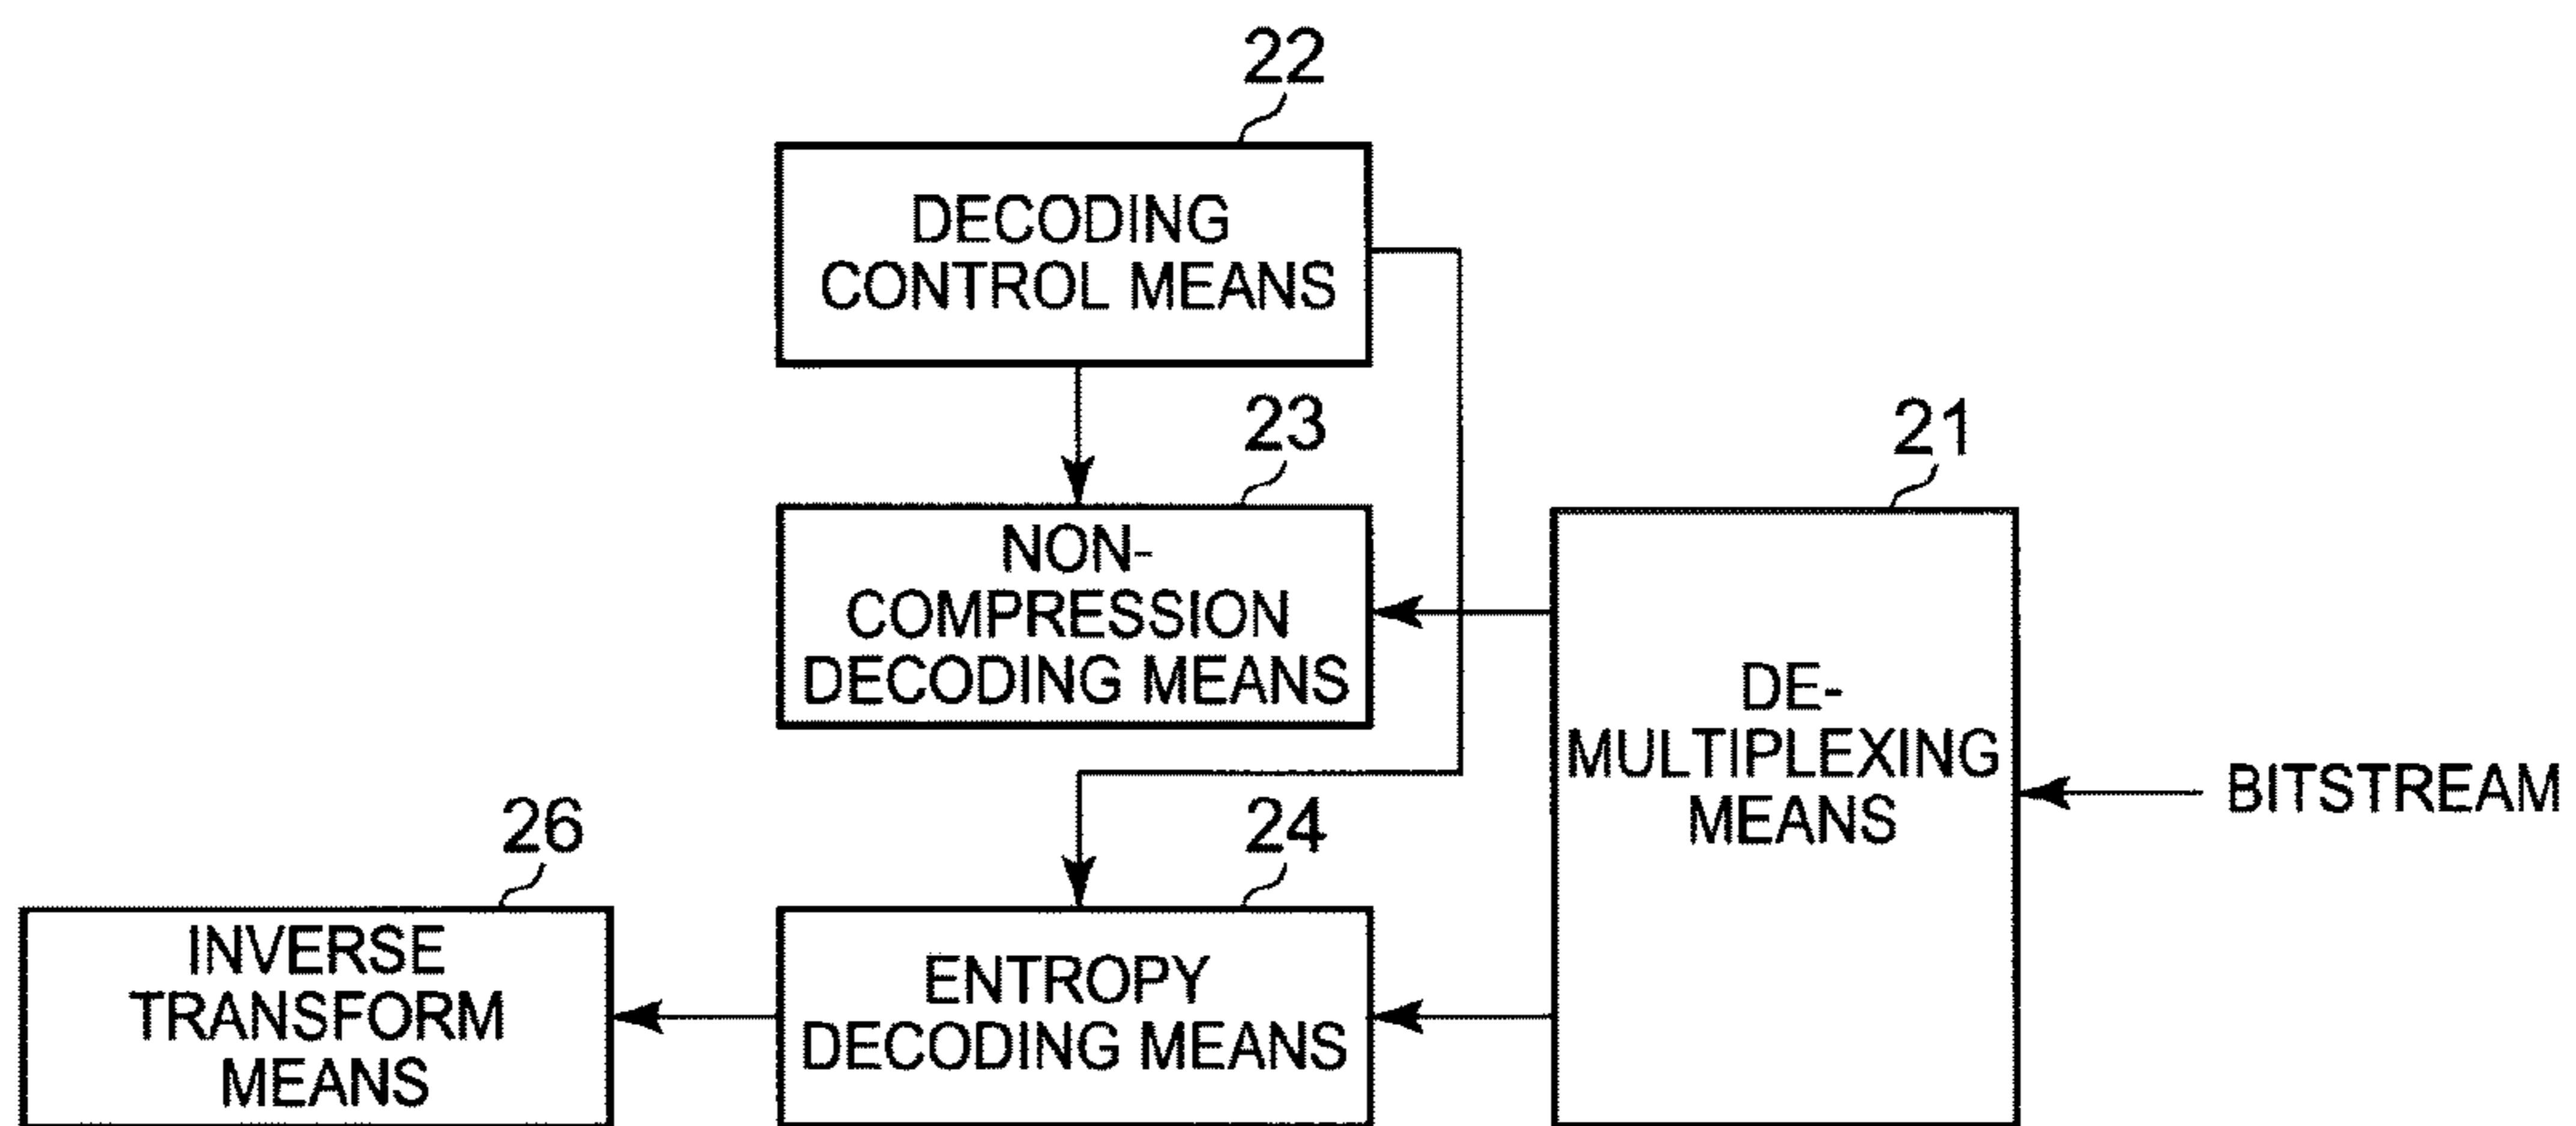 22
DECODING
CONTROL MEANS
23
NON-
COMPRESSION
DECODING MEANS
21
DE-
MULTIPLEXING
MEANS
BITSTREAM
26
INVERSE
TRANSFORM
MEANS
24
ENTROPY
DECODING MEANS